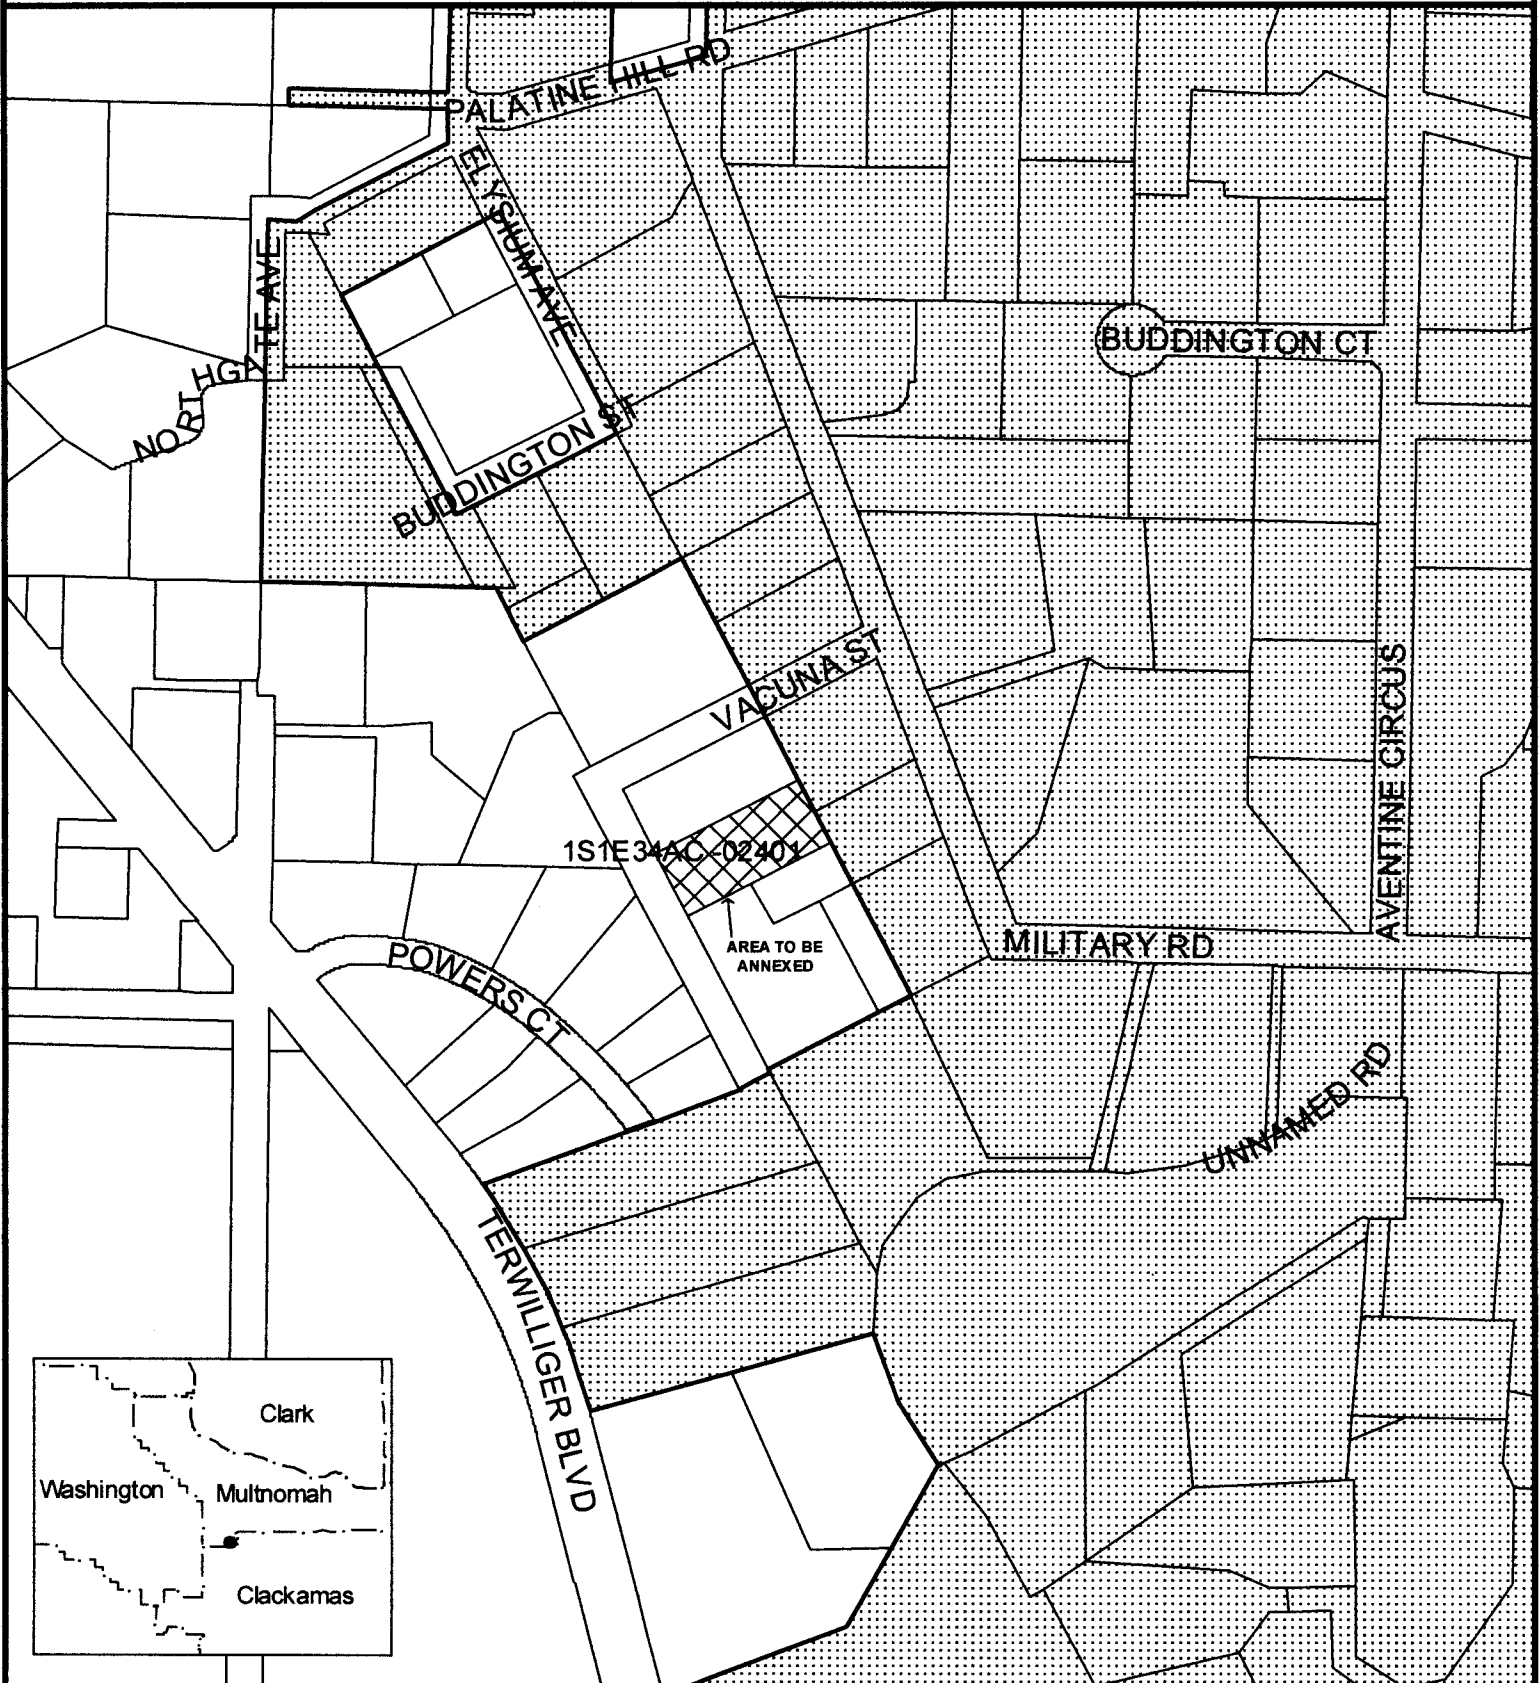 PALATINE HILL RD
ELYSIUM AVE
NORTHGATE AVE
BUDDINGTON CT
BUDDINGTON ST
VACUNA ST
AVENTINE CIRCUS
1S1E34AC -02401
AREA TO BE
ANNEXED
MILITARY RD
POWERS CT
UNNAMED RD
TERWILLIGER BLVD
Clark
Washington
Multnomah
Clackamas